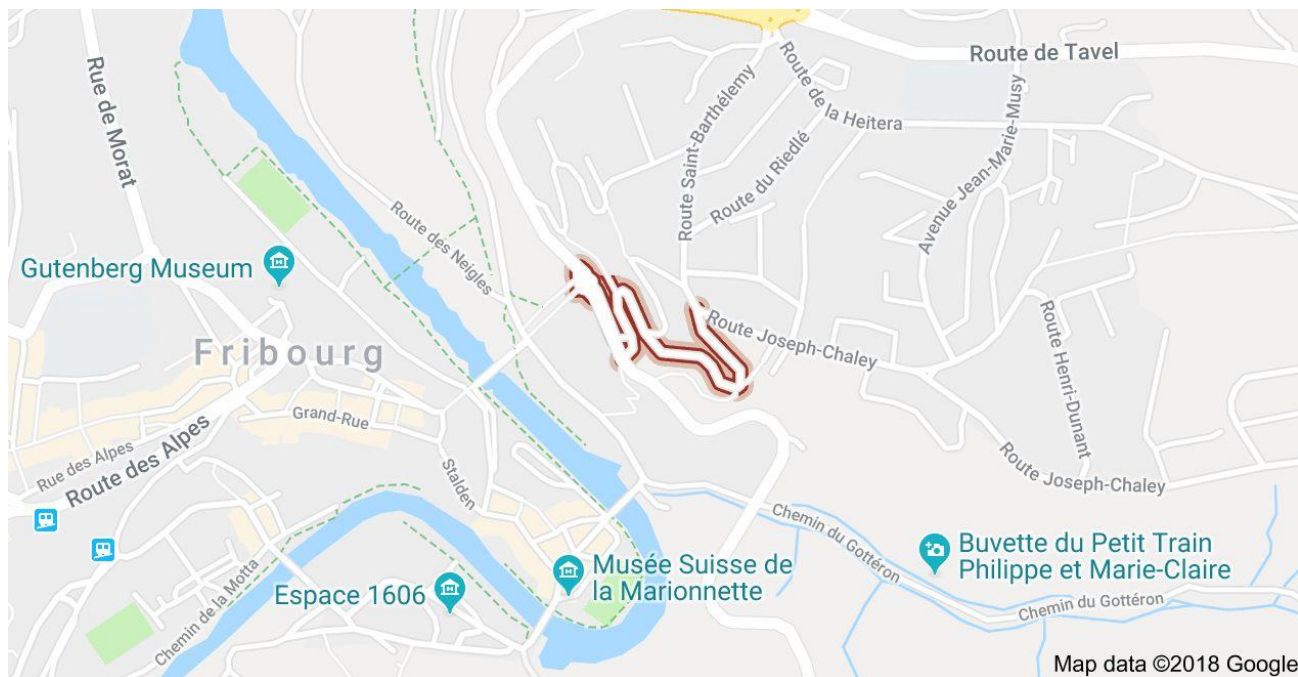 Route de Tavel
Rue de Morat
Route Saint-Barthélemy
Route de la Heitera
Route du Riedlé
Avenue Jean-Marie-Musy
Route des Neigles
Gutenberg Museum
Fribourg
Route Joseph-Chaley
Route Henri-Dunant
Grand-Rue
Rue des Alpes
Route des Alpes
Stalden
Route Joseph-Chaley
Chemin du Gottéron
Buvette du Petit Train
Philippe et Marie-Claire
Musée Suisse de
la Marionnette
Espace 1606
Chemin de la Motta
Chemin du Gottéron
Map data ©2018 Google